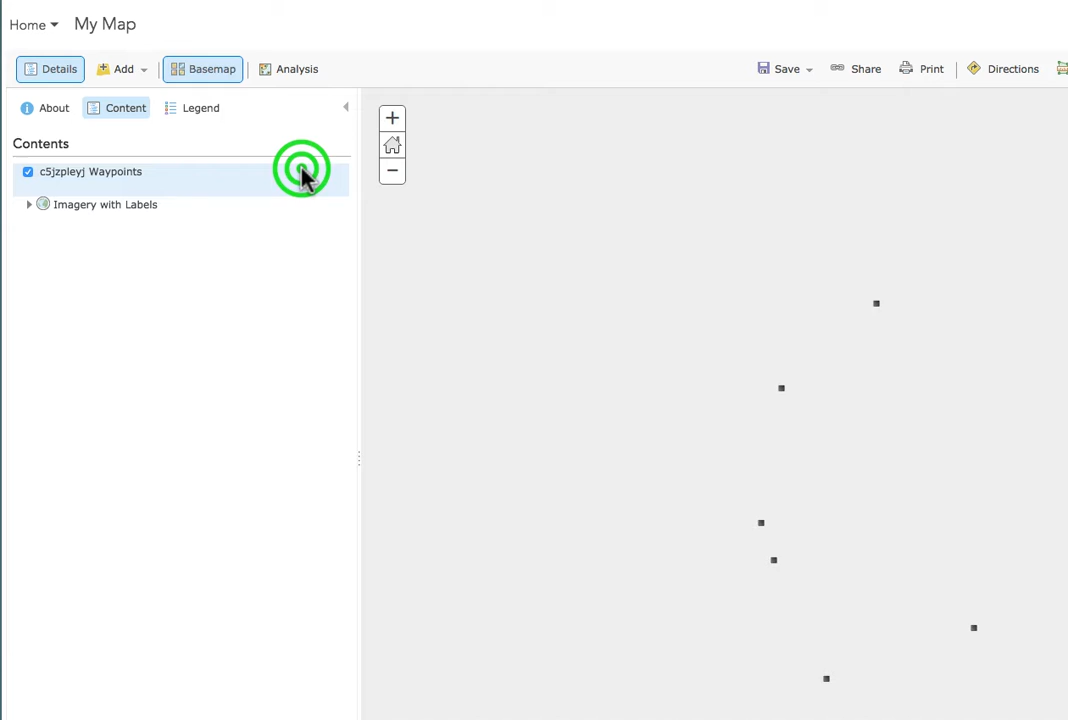 Home My Map
Details Add Basemap Analysis Save Share Print Directions
About Content Legend
Contents
c5jzpleyj Waypoints
Imagery with Labels